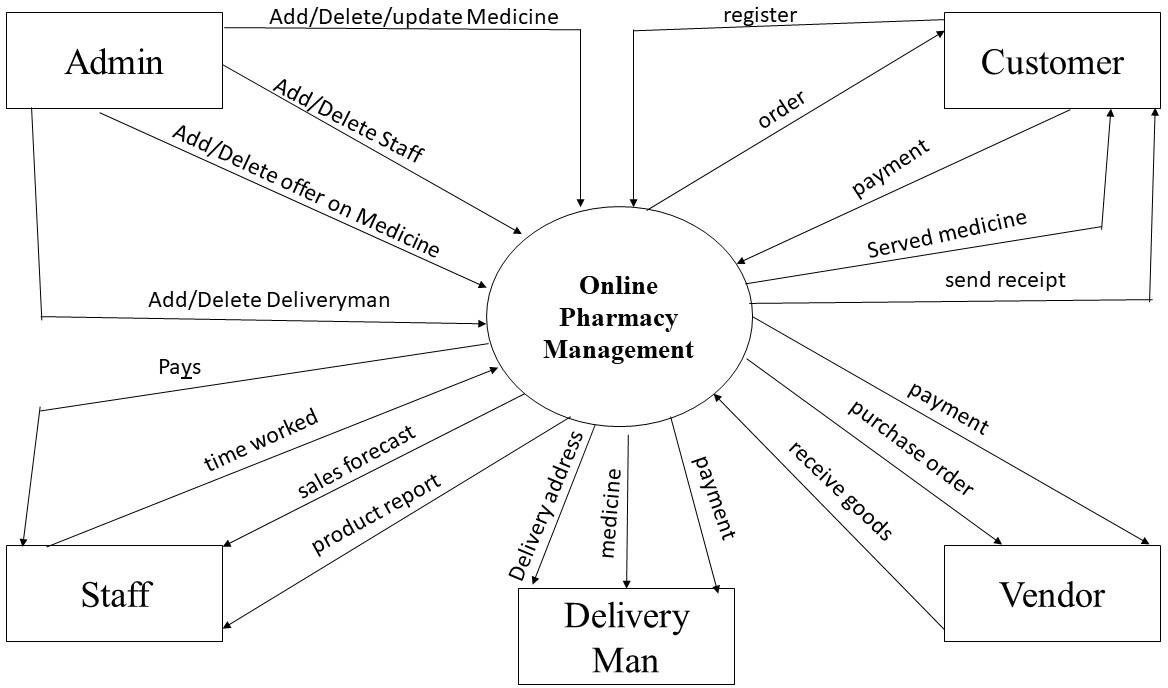 Add/Delete/update Medicine
register
Admin
Customer
Add/Delete Staff
order
Add/Delete offer on Medicine
payment
Served medicine
send receipt
Add/Delete Deliveryman
Online
Pharmacy
Management
Pays
time worked
sales forecast
product report
Delivery address
medicine
payment
receive goods
purchase order
payment
Staff
Delivery
Man
Vendor